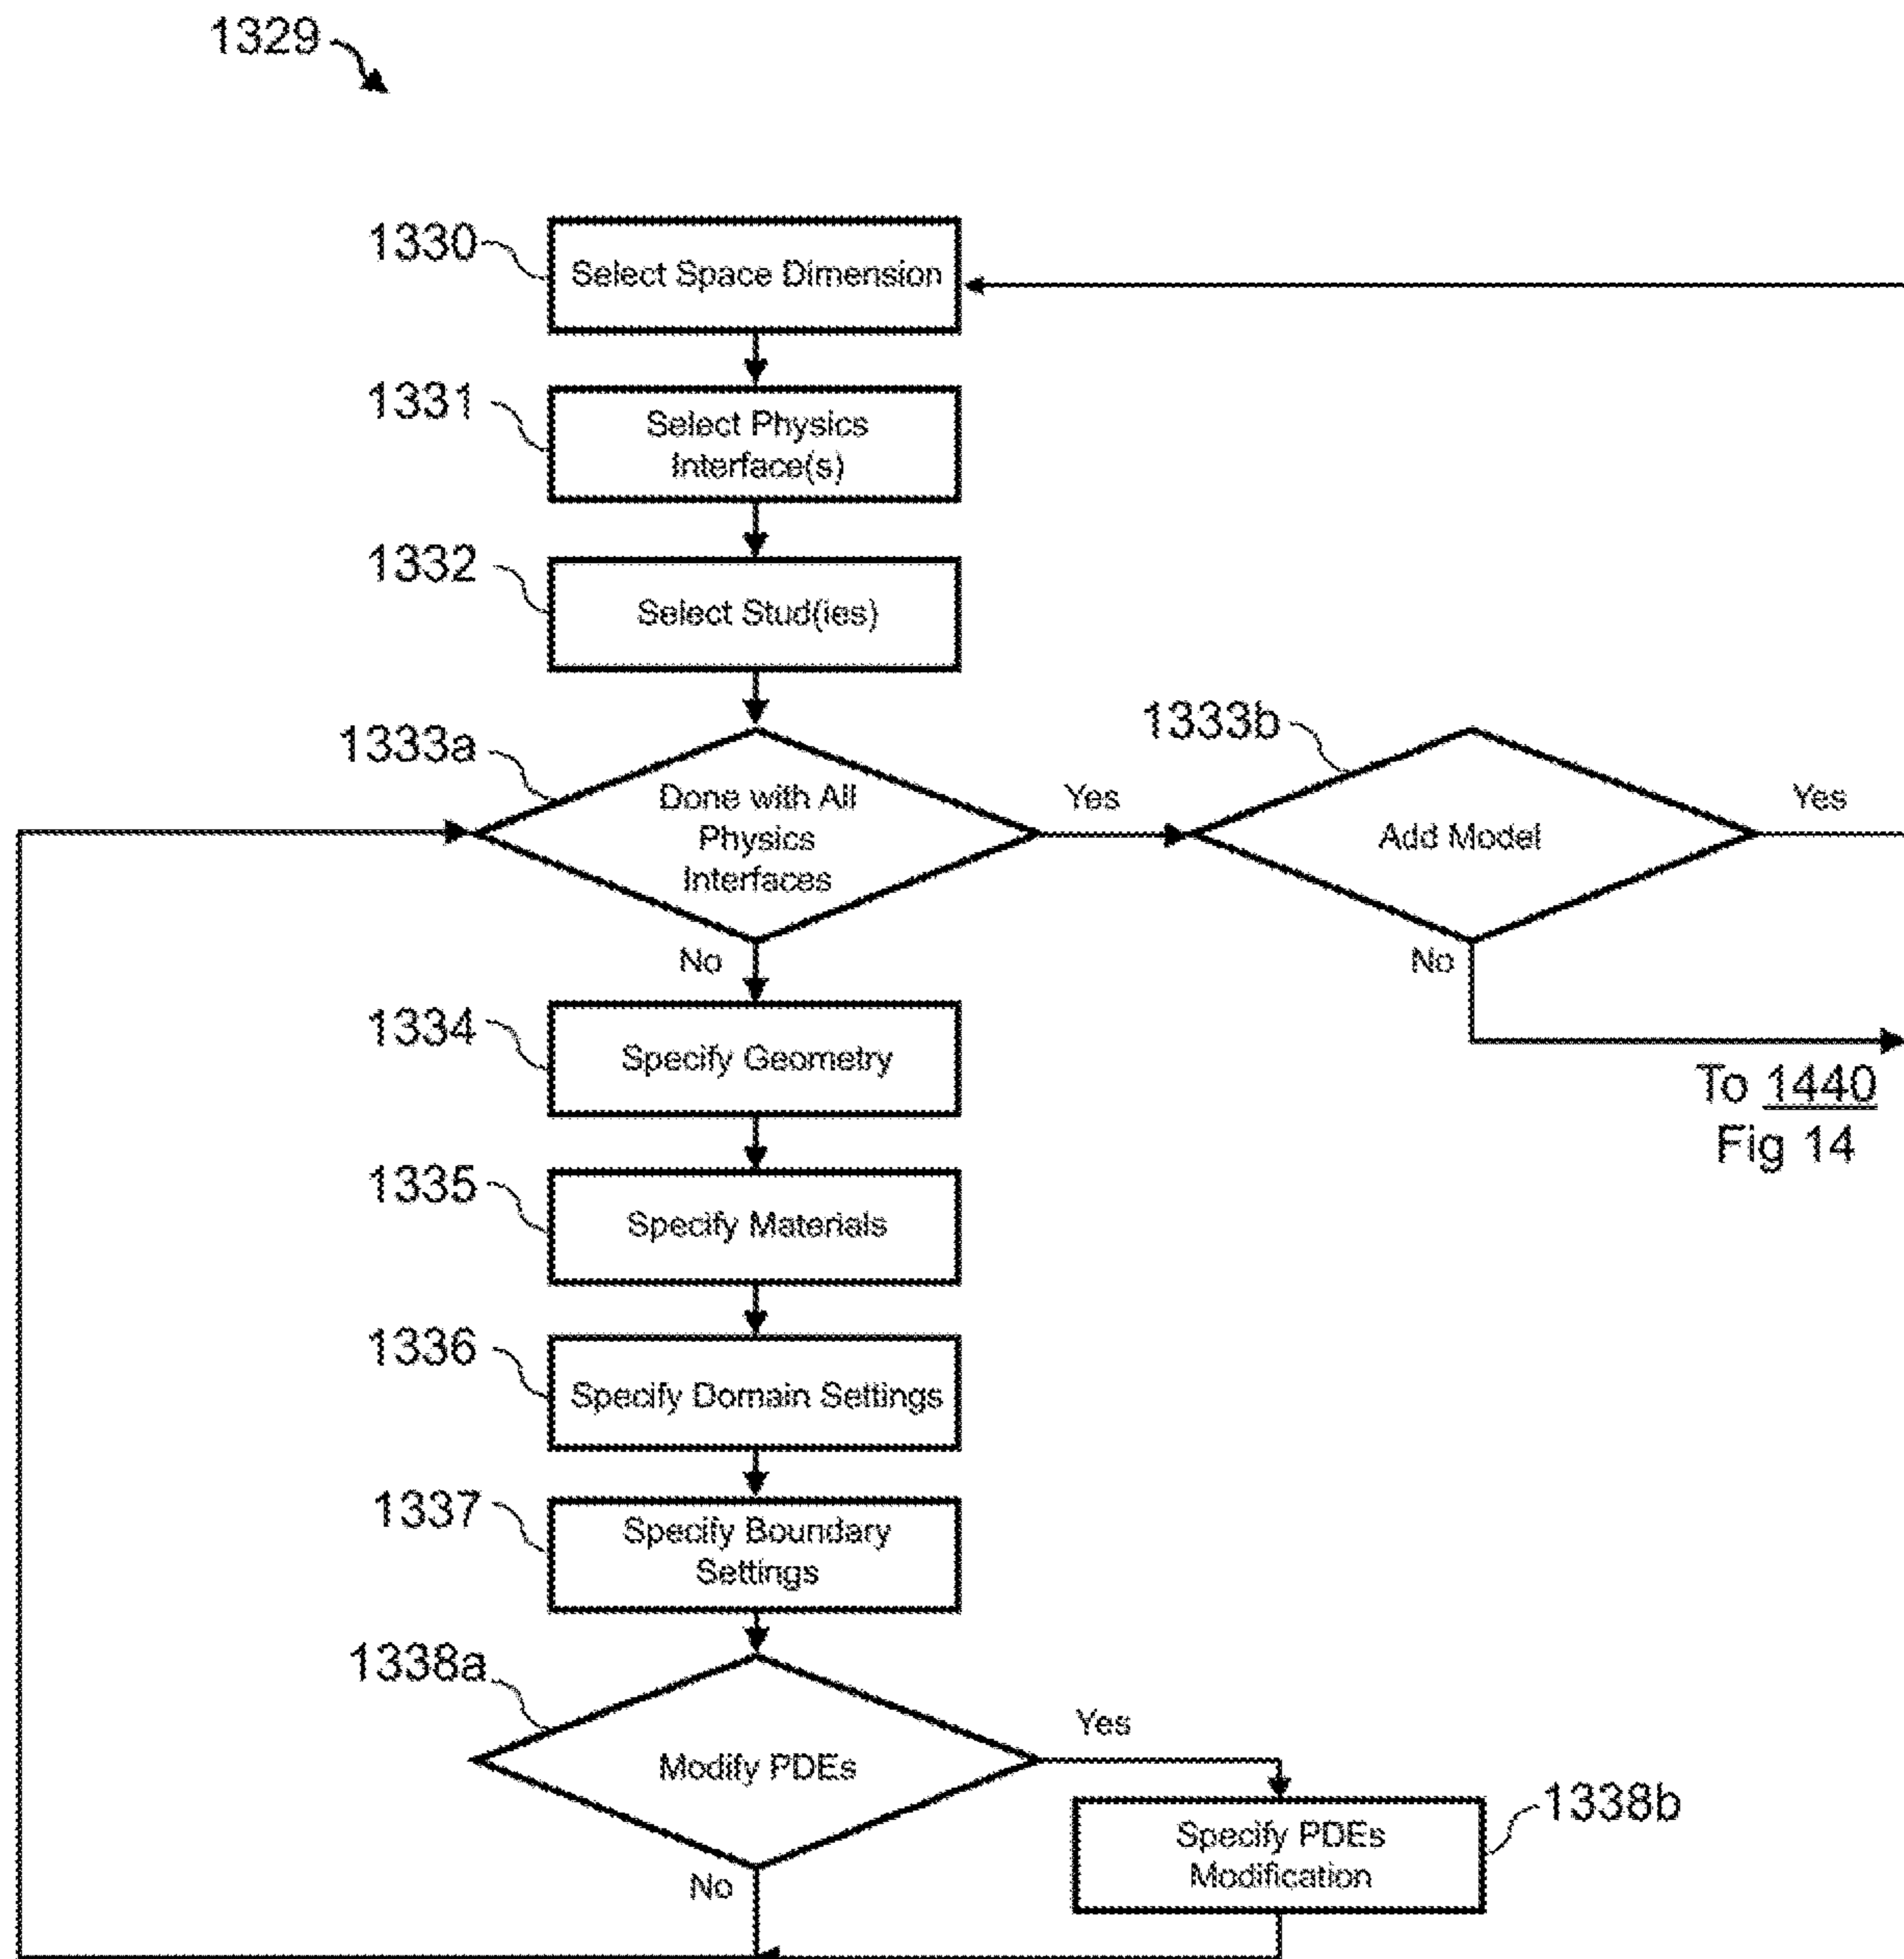 1329
1330
Select Space Dimension
1331
Select Physics
Interface(s)
1332
Select Stud(ies)
1333a
Done with All
Physics
Interfaces
Yes
1333b
Add Model
Yes
No
No
To 1440
Fig 14
1334
Specify Geometry
1335
Specify Materials
1336
Specify Domain Settings
1337
Specify Boundary
Settings
1338a
Modify PDEs
Yes
1338b
Specify PDEs
Modification
No